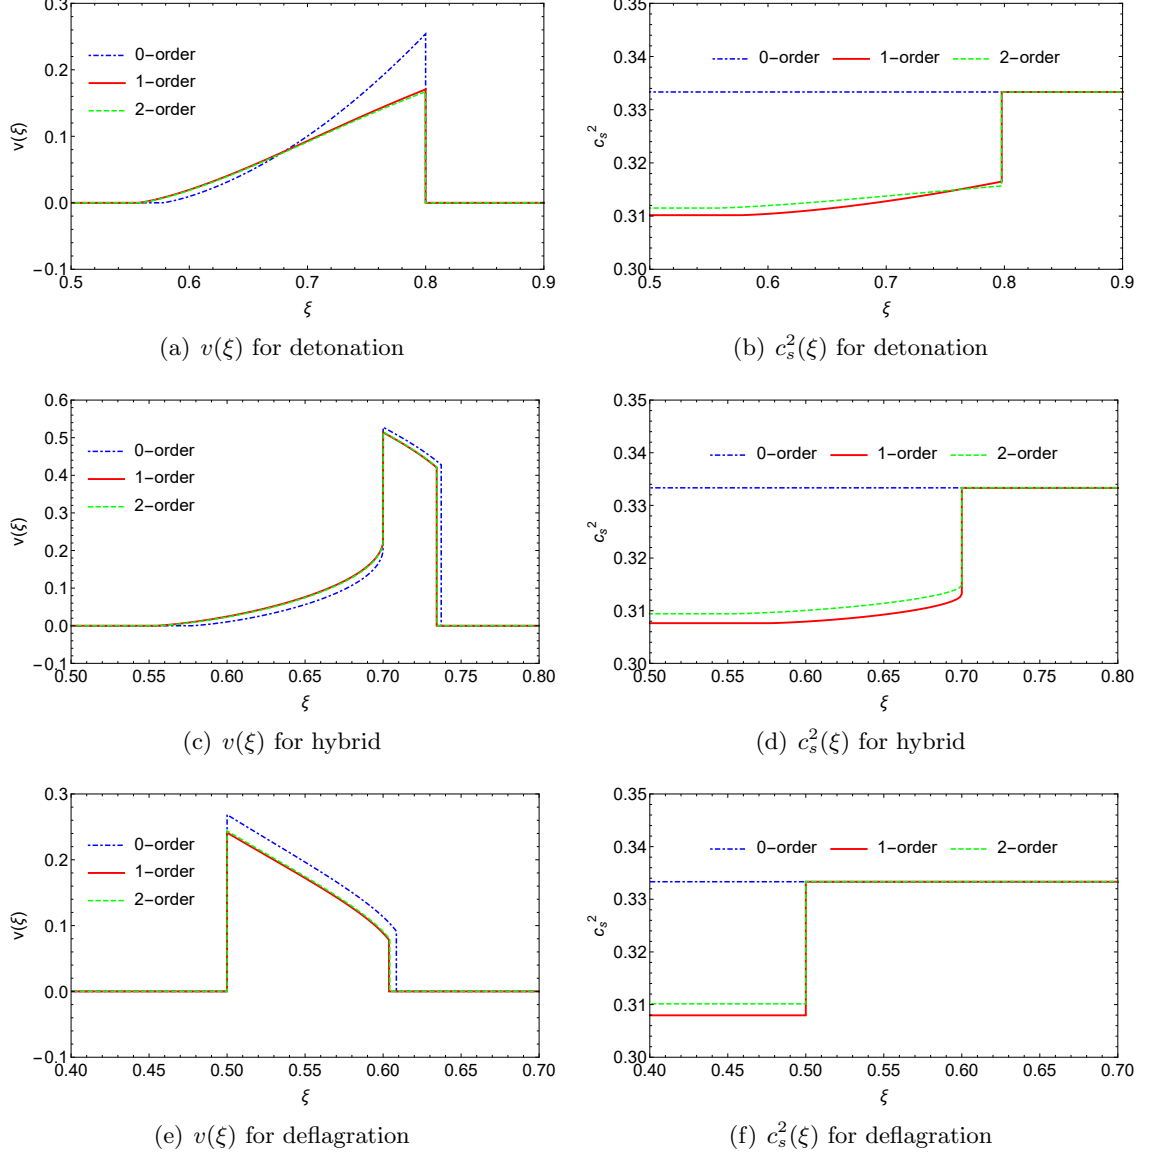 0.3
0.2
0.1
0.0
−0.1
v(ξ)
0−order
1−order
2−order
0.5 0.6 0.7 0.8 0.9
ξ
(a) v(ξ) for detonation
0.35
0.34
0.33
0.32
0.31
0.30
c_s^2
0−order 1−order 2−order
0.5 0.6 0.7 0.8 0.9
ξ
(b) c_s^2(ξ) for detonation
0.6
0.5
0.4
0.3
0.2
0.1
0.0
−0.1
v(ξ)
0−order
1−order
2−order
0.50 0.55 0.60 0.65 0.70 0.75 0.80
ξ
(c) v(ξ) for hybrid
0.35
0.34
0.33
0.32
0.31
0.30
c_s^2
0−order 1−order 2−order
0.50 0.55 0.60 0.65 0.70 0.75 0.80
ξ
(d) c_s^2(ξ) for hybrid
0.3
0.2
0.1
0.0
−0.1
v(ξ)
0−order
1−order
2−order
0.40 0.45 0.50 0.55 0.60 0.65 0.70
ξ
(e) v(ξ) for deflagration
0.35
0.34
0.33
0.32
0.31
0.30
c_s^2
0−order 1−order 2−order
0.40 0.45 0.50 0.55 0.60 0.65 0.70
ξ
(f) c_s^2(ξ) for deflagration